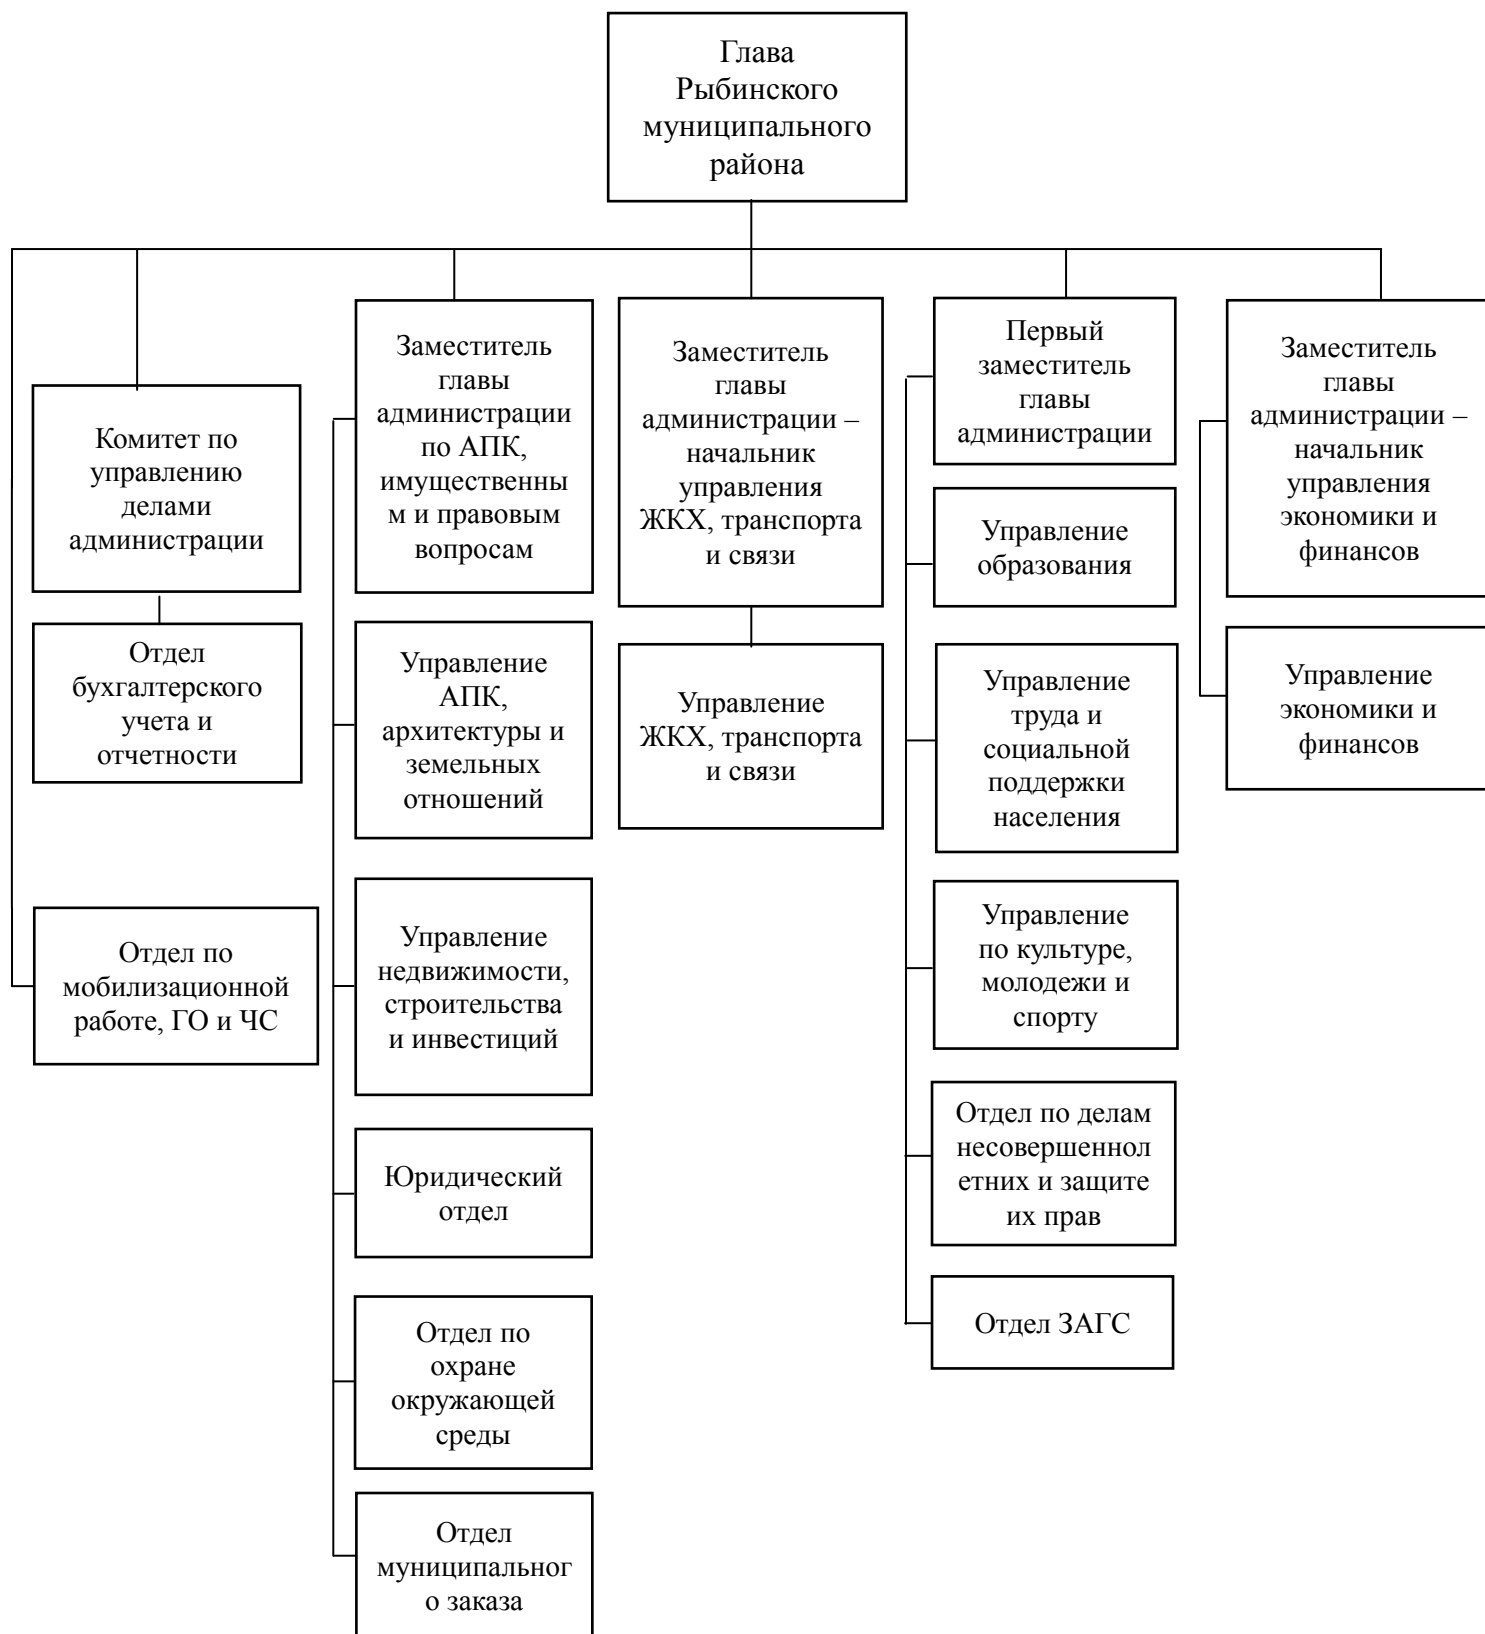 Глава
Рыбинского
муниципального
района
Комитет по
управлению
делами
администрации
Отдел
бухгалтерского
учета и
отчетности
Отдел по
мобилизационной
работе, ГО и ЧС
Заместитель
главы
администрации
по АПК,
имущественны
м и правовым
вопросам
Управление
АПК,
архитектуры и
земельных
отношений
Управление
недвижимости,
строительства
и инвестиций
Юридический
отдел
Отдел по
охране
окружающей
среды
Отдел
муниципальног
о заказа
Заместитель
главы
администрации –
начальник
управления
ЖКХ, транспорта
и связи
Управление
ЖКХ, транспорта
и связи
Первый
заместитель
главы
администрации
Управление
образования
Управление
труда и
социальной
поддержки
населения
Управление
по культуре,
молодежи и
спорту
Отдел по делам
несовершеннол
етних и защите
их прав
Отдел ЗАГС
Заместитель
главы
администрации –
начальник
управления
экономики и
финансов
Управление
экономики и
финансов